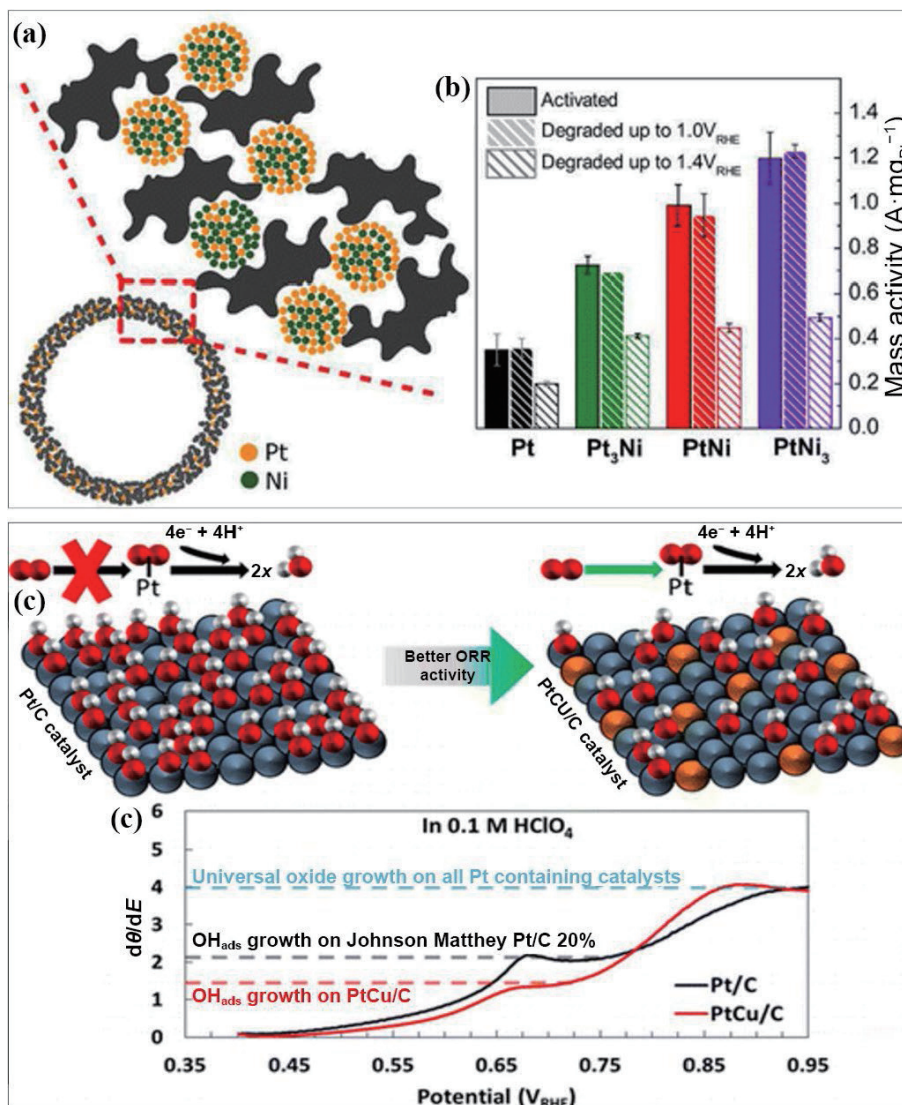 (a)
Pt
Ni
(b)
Activated
Degraded up to 1.0V_RHE
Degraded up to 1.4V_RHE
1.4
1.2
1.0
0.8
0.6
0.4
0.2
0.0
Mass activity (A·mg⁻¹)
Pt Pt₃Ni PtNi PtNi₃
4e⁻ + 4H⁺
Pt
2x
4e⁻ + 4H⁺
Pt
2x
(c)
Pt/C catalyst
Better ORR
activity
PtCU/C catalyst
(c)
In 0.1 M HClO₄
6
5
4
3
2
1
0
dθ/dE
Universal oxide growth on all Pt containing catalysts
OH_ads growth on Johnson Matthey Pt/C 20%
OH_ads growth on PtCu/C
Pt/C
PtCu/C
0.35 0.45 0.55 0.65 0.75 0.85 0.95
Potential (V_RHE)